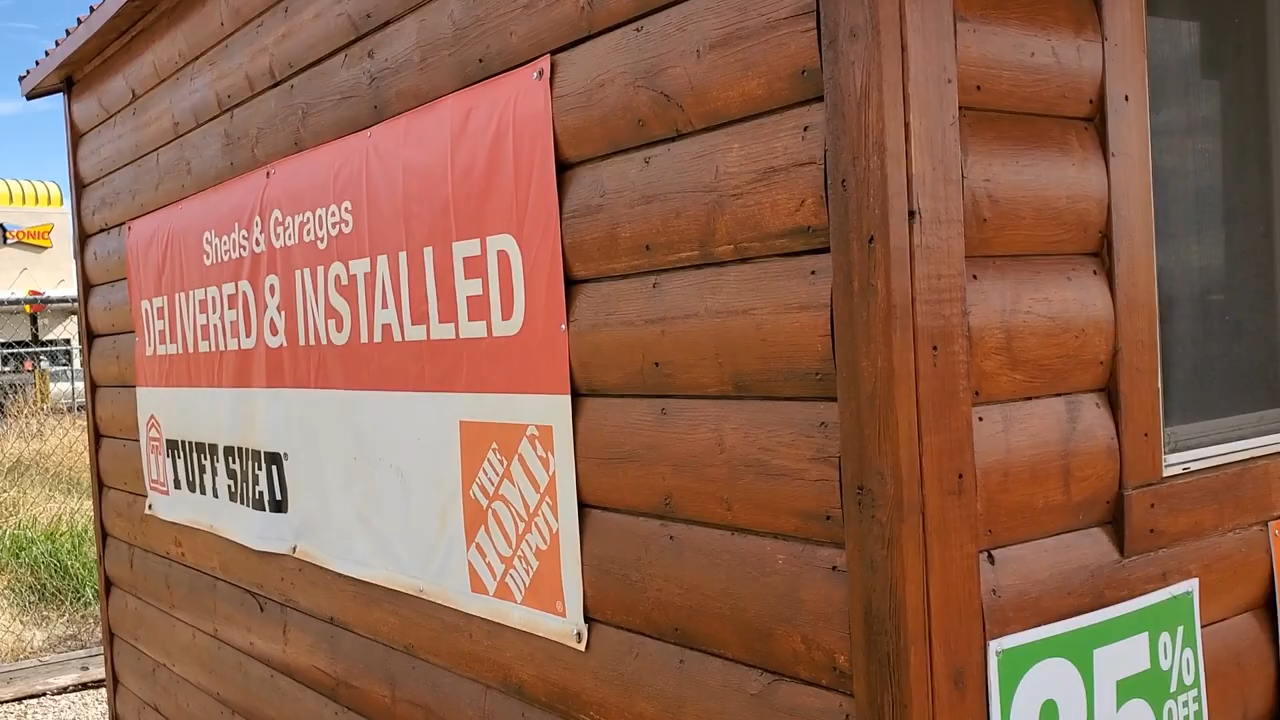 SONIC
Sheds & Garages
DELIVERED & INSTALLED
TUFF SHED®
THE
HOME
DEPOT
®
%
OFF